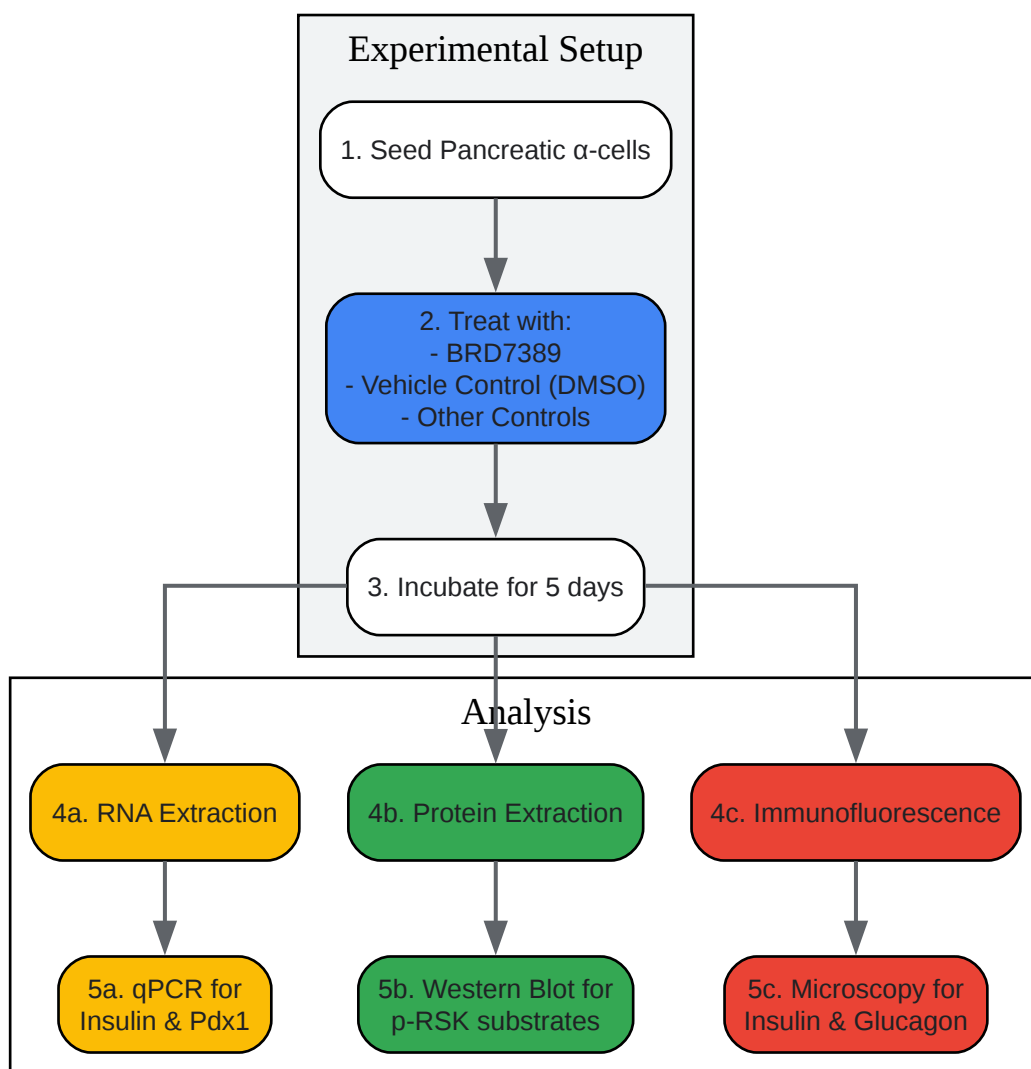 Experimental Setup
1. Seed Pancreatic α-cells
2. Treat with:
- BRD7389
- Vehicle Control (DMSO)
- Other Controls
3. Incubate for 5 days
Analysis
4a. RNA Extraction
4b. Protein Extraction
4c. Immunofluorescence
5a. qPCR for
Insulin & Pdx1
5b. Western Blot for
p-RSK substrates
5c. Microscopy for
Insulin & Glucagon